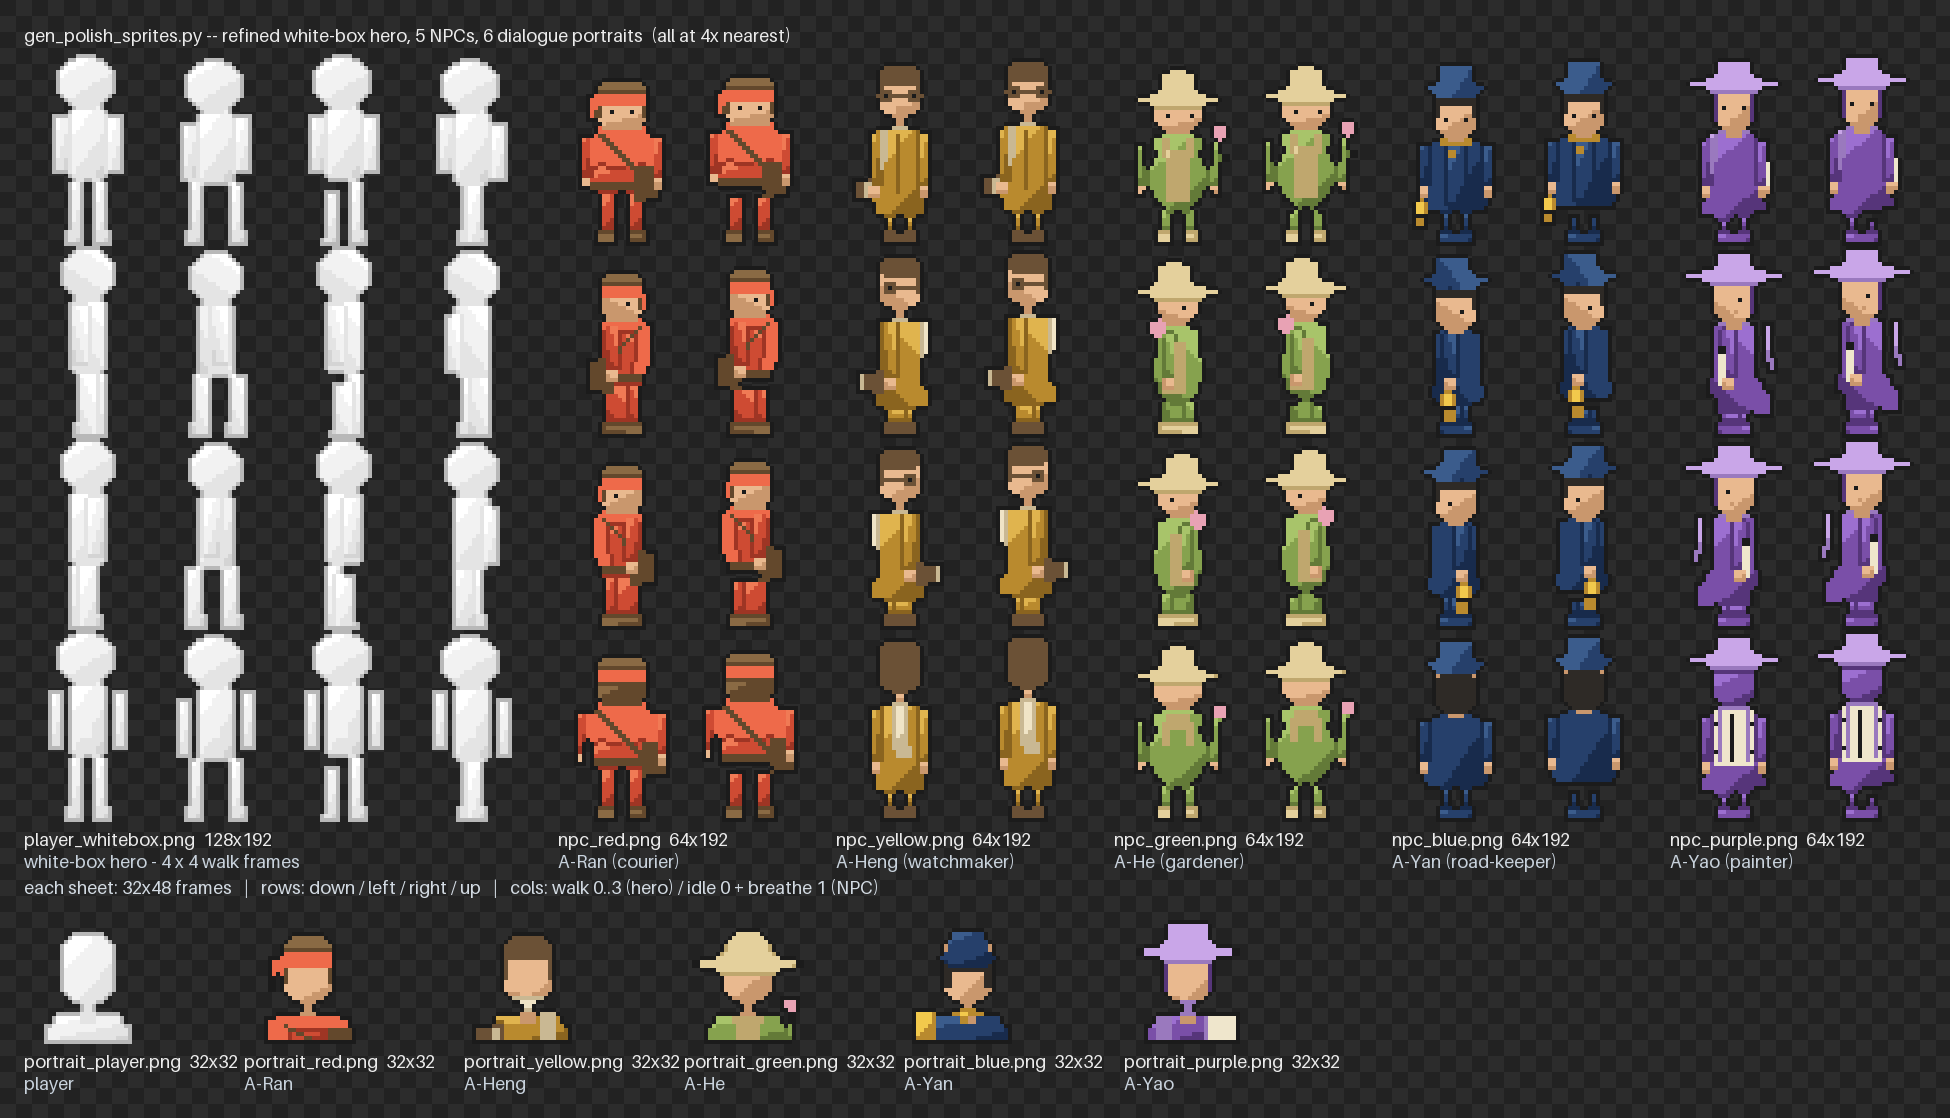 gen_polish_sprites.py -- refined white-box hero, 5 NPCs, 6 dialogue portraits  (all at 4x nearest)
player_whitebox.png  128x192
white-box hero - 4 x 4 walk frames
npc_red.png  64x192
A-Ran (courier)
npc_yellow.png  64x192
A-Heng (watchmaker)
npc_green.png  64x192
A-He (gardener)
npc_blue.png  64x192
A-Yan (road-keeper)
npc_purple.png  64x192
A-Yao (painter)
each sheet: 32x48 frames   |   rows: down / left / right / up   |   cols: walk 0..3 (hero) / idle 0 + breathe 1 (NPC)
portrait_player.png  32x32
player
portrait_red.png  32x32
A-Ran
portrait_yellow.png  32x32
A-Heng
portrait_green.png  32x32
A-He
portrait_blue.png  32x32
A-Yan
portrait_purple.png  32x32
A-Yao